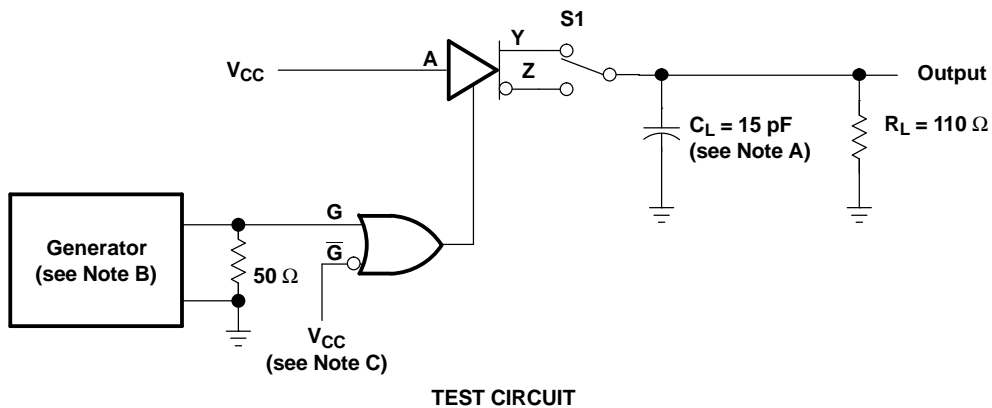 S1
Y
A
Z
VCC
Output
CL = 15 pF
(see Note A)
RL = 110 Ω
Generator
(see Note B)
50 Ω
G
G̅
VCC
(see Note C)
TEST CIRCUIT